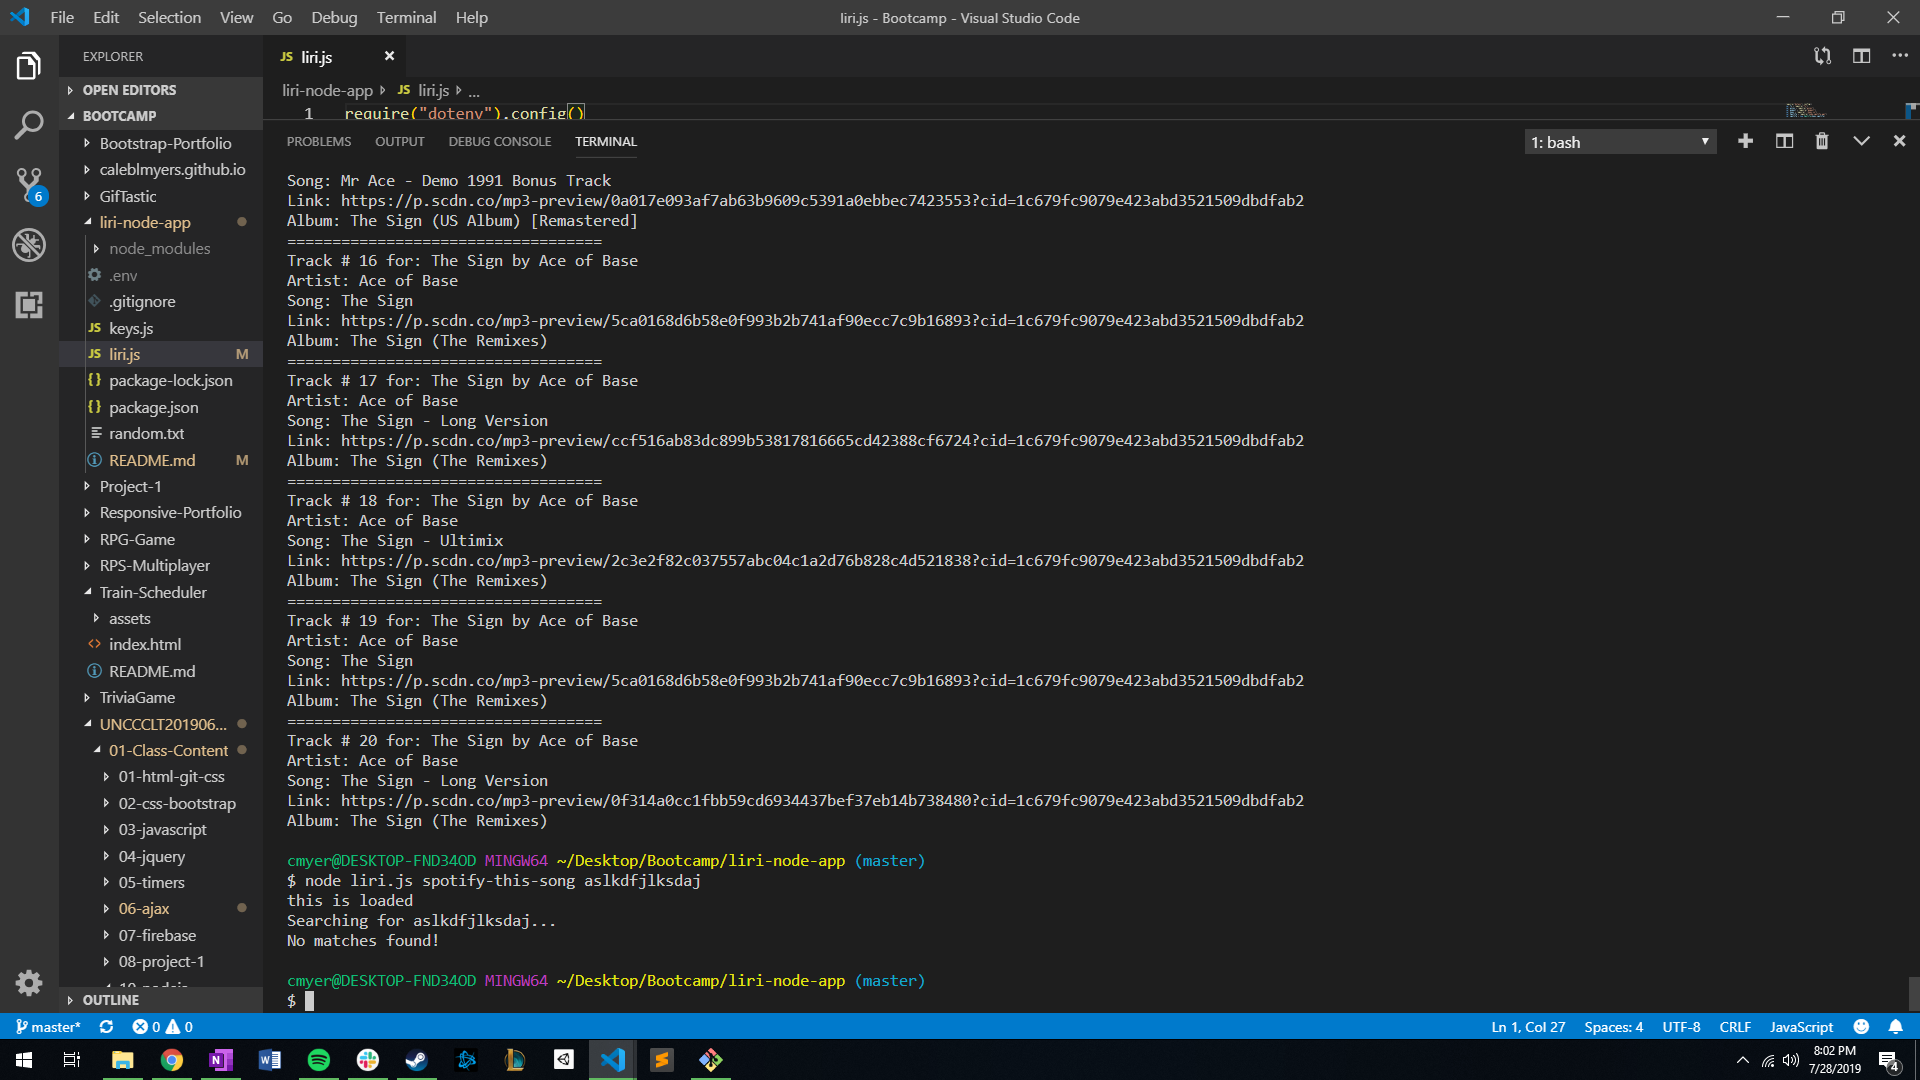 File Edit Selection View Go Debug Terminal Help
liri.js - Bootcamp - Visual Studio Code
EXPLORER
OPEN EDITORS
BOOTCAMP
Bootstrap-Portfolio
caleblmyers.github.io
GifTastic
liri-node-app
node_modules
.env
.gitignore
JS keys.js
JS liri.js M
{} package-lock.json
{} package.json
random.txt
README.md M
Project-1
Responsive-Portfolio
RPG-Game
RPS-Multiplayer
Train-Scheduler
assets
<> index.html
README.md
TriviaGame
UNCCCLT201906...
01-Class-Content
01-html-git-css
02-css-bootstrap
03-javascript
04-jquery
05-timers
06-ajax
07-firebase
08-project-1
OUTLINE
6
JS liri.js
liri-node-app JS liri.js ...
1 require("dotenv").config()
PROBLEMS OUTPUT DEBUG CONSOLE TERMINAL
1: bash
Song: Mr Ace - Demo 1991 Bonus Track
Link: https://p.scdn.co/mp3-preview/0a017e093af7ab63b9609c5391a0ebbec7423553?cid=1c679fc9079e423abd3521509dbdfab2
Album: The Sign (US Album) [Remastered]
===================================
Track # 16 for: The Sign by Ace of Base
Artist: Ace of Base
Song: The Sign
Link: https://p.scdn.co/mp3-preview/5ca0168d6b58e0f993b2b741af90ecc7c9b16893?cid=1c679fc9079e423abd3521509dbdfab2
Album: The Sign (The Remixes)
===================================
Track # 17 for: The Sign by Ace of Base
Artist: Ace of Base
Song: The Sign - Long Version
Link: https://p.scdn.co/mp3-preview/ccf516ab83dc899b53817816665cd42388cf6724?cid=1c679fc9079e423abd3521509dbdfab2
Album: The Sign (The Remixes)
===================================
Track # 18 for: The Sign by Ace of Base
Artist: Ace of Base
Song: The Sign - Ultimix
Link: https://p.scdn.co/mp3-preview/2c3e2f82c037557abc04c1a2d76b828c4d521838?cid=1c679fc9079e423abd3521509dbdfab2
Album: The Sign (The Remixes)
===================================
Track # 19 for: The Sign by Ace of Base
Artist: Ace of Base
Song: The Sign
Link: https://p.scdn.co/mp3-preview/5ca0168d6b58e0f993b2b741af90ecc7c9b16893?cid=1c679fc9079e423abd3521509dbdfab2
Album: The Sign (The Remixes)
===================================
Track # 20 for: The Sign by Ace of Base
Artist: Ace of Base
Song: The Sign - Long Version
Link: https://p.scdn.co/mp3-preview/0f314a0cc1fbb59cd6934437bef37eb14b738480?cid=1c679fc9079e423abd3521509dbdfab2
Album: The Sign (The Remixes)
cmyer@DESKTOP-FND34OD MINGW64 ~/Desktop/Bootcamp/liri-node-app (master)
$ node liri.js spotify-this-song aslkdfjlksdaj
this is loaded
Searching for aslkdfjlksdaj...
No matches found!
cmyer@DESKTOP-FND34OD MINGW64 ~/Desktop/Bootcamp/liri-node-app (master)
$
master* 0 0
Ln 1, Col 27 Spaces: 4 UTF-8 CRLF JavaScript
8:02 PM
7/28/2019
4